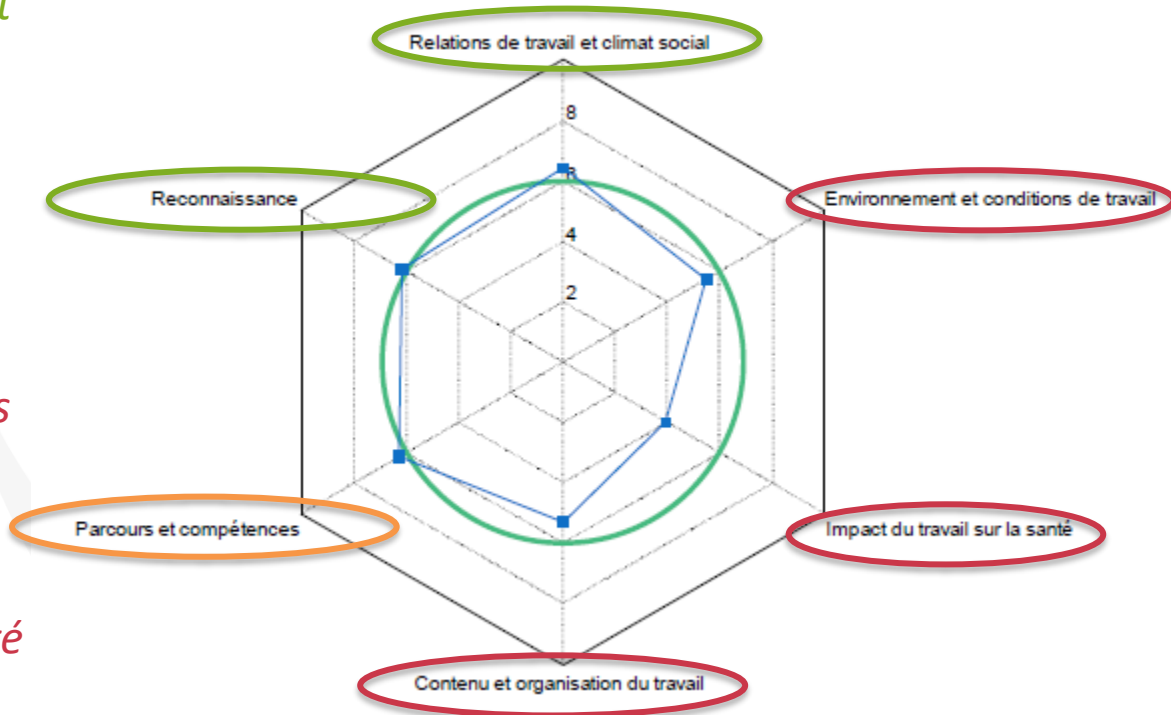 Relations de travail et climat social
8
Reconnaissance
6
Environnement et conditions de travail
4
2
s
Parcours et compétences
Impact du travail sur la santé
é
Contenu et organisation du travail